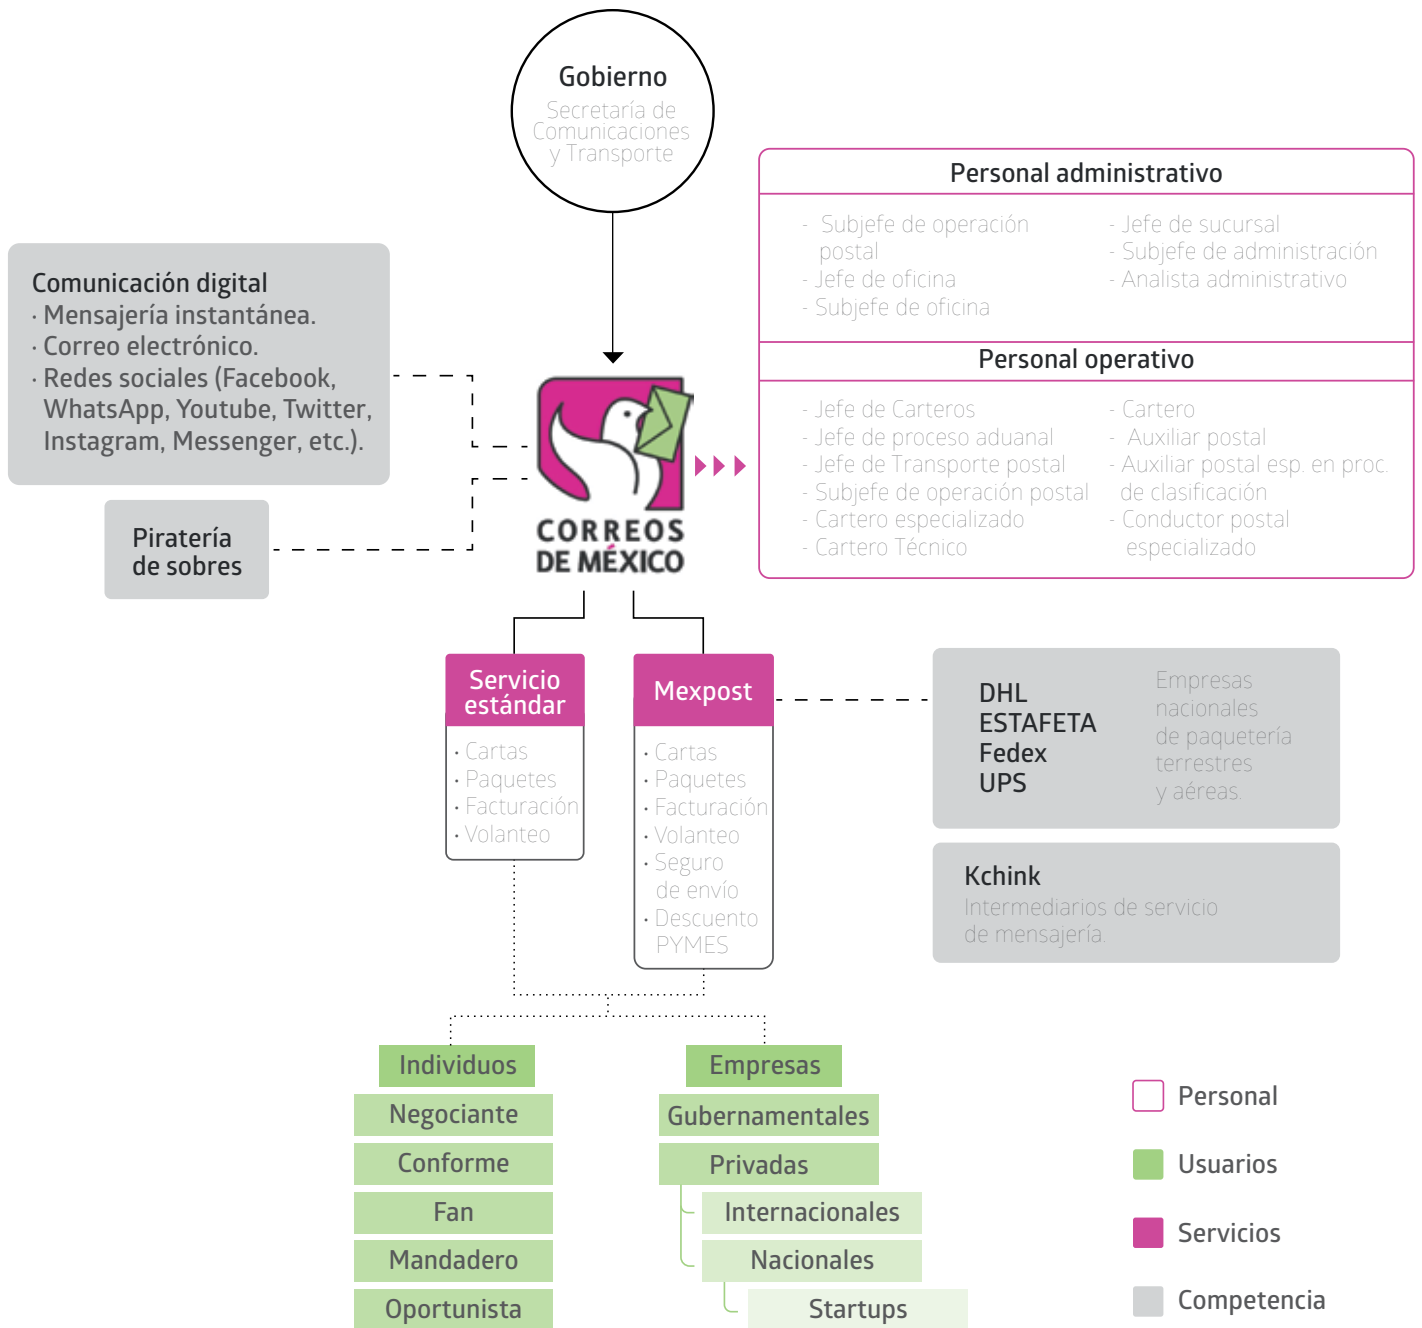 Gobierno
Secretaría de
Comunicaciones
y Transporte
Personal administrativo
- Subjefe de operación
postal
- Jefe de oficina
- Subjefe de oficina
- Jefe de sucursal
- Subjefe de administración
- Analista administrativo
Personal operativo
- Jefe de Carteros
- Jefe de proceso aduanal
- Jefe de Transporte postal
- Subjefe de operación postal
- Cartero especializado
- Cartero Técnico
- Cartero
- Auxiliar postal
- Auxiliar postal esp. en proc.
de clasificación
- Conductor postal
especializado
Comunicación digital
· Mensajería instantánea.
· Correo electrónico.
· Redes sociales (Facebook,
WhatsApp, Youtube, Twitter,
Instagram, Messenger, etc.).
Piratería
de sobres
CORREOS
DE MÉXICO
Servicio
estándar
· Cartas
· Paquetes
· Facturación
· Volanteo
Mexpost
· Cartas
· Paquetes
· Facturación
· Volanteo
· Seguro
de envío
· Descuento
PYMES
DHL
ESTAFETA
Fedex
UPS
Empresas
nacionales
de paquetería
terrestres
y aéreas.
Kchink
Intermediarios de servicio
de mensajería.
Individuos
Negociante
Conforme
Fan
Mandadero
Oportunista
Empresas
Gubernamentales
Privadas
Internacionales
Nacionales
Startups
Personal
Usuarios
Servicios
Competencia